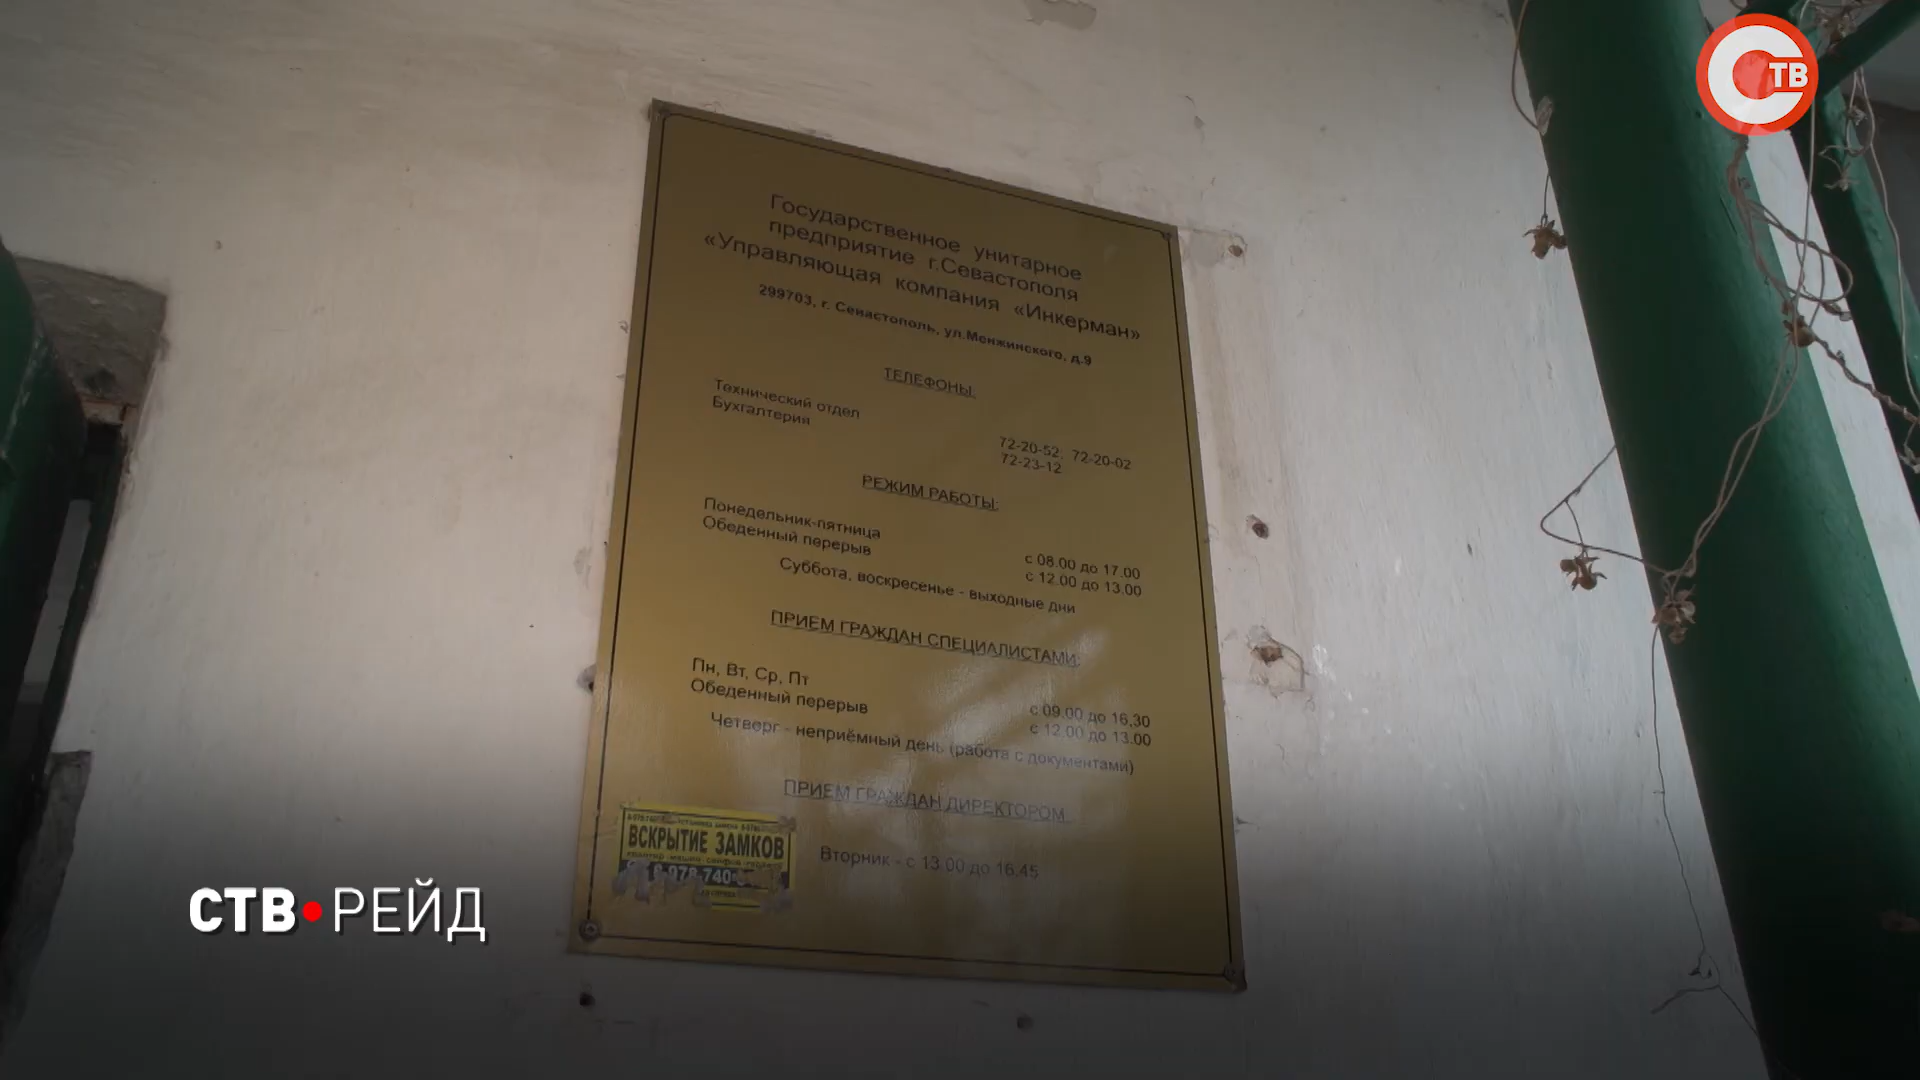 СТВ
Государственное унитарное
предприятие г.Севастополя
«Управляющая компания «Инкерман»
299703, г. Севастополь, ул.Менжинского, д.9
ТЕЛЕФОНЫ:
Технический отдел
Бухгалтерия
72-20-52, 72-20-02
72-23-12
РЕЖИМ РАБОТЫ:
Понедельник-пятница
Обеденный перерыв
с 08.00 до 17.00
с 12.00 до 13.00
Суббота, воскресенье - выходные дни
ПРИЕМ ГРАЖДАН СПЕЦИАЛИСТАМИ:
Пн, Вт, Ср, Пт
Обеденный перерыв
с 09.00 до 16.30
с 12.00 до 13.00
Четверг - неприёмный день (работа с документами)
ПРИЕМ ГРАЖДАН ДИРЕКТОРОМ
Вторник - с 13.00 до 16.45
ВСКРЫТИЕ ЗАМКОВ
СТВ•РЕЙД